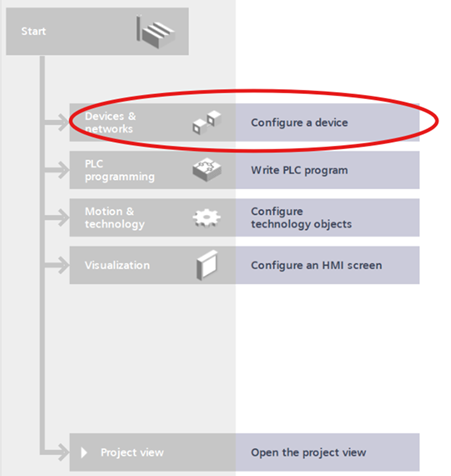 Start
Devices &
networks
Configure a device
PLC
programming
Write PLC program
Motion &
technology
Configure
technology objects
Visualization
Configure an HMI screen
Project view
Open the project view